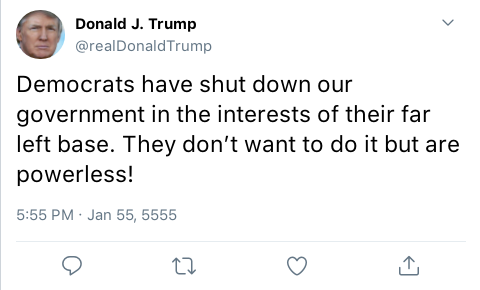 Donald J. Trump
@realDonaldTrump
Democrats have shut down our
government in the interests of their far
left base. They don’t want to do it but are
powerless!
5:55 PM · Jan 55, 5555